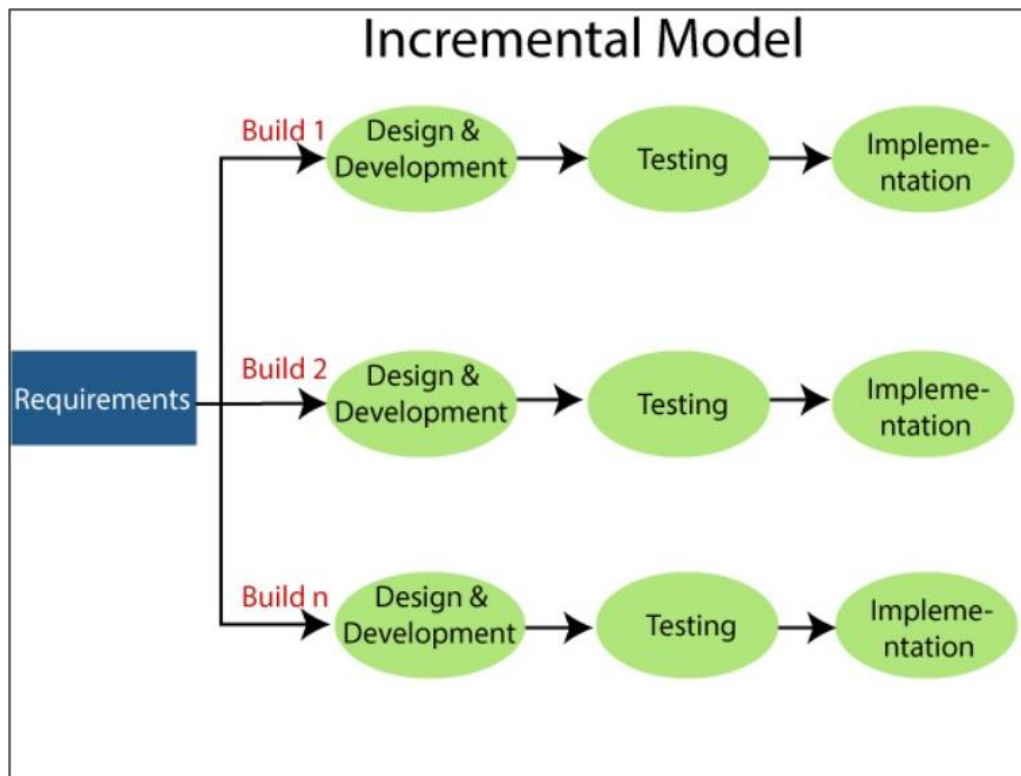 Incremental Model
Build 1
Design &
Development
Testing
Impleme-
ntation
Requirements
Build 2
Design &
Development
Testing
Impleme-
ntation
Build n
Design &
Development
Testing
Impleme-
ntation